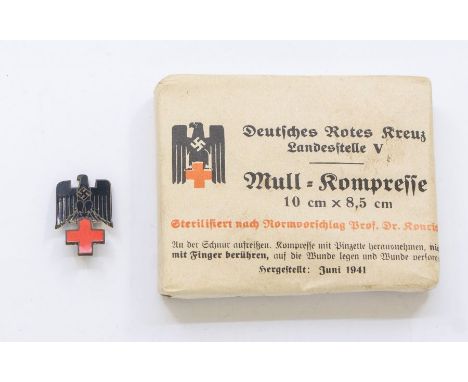 Deutsches Rotes Kreuz
Landesstelle V
Mull-Kompresse
10 cm x 8,5 cm
Sterilisiert nach Normvorschlag Prof. Dr.
An der Schnur aufreißen. Kompresse mit Pinzette herausnehmen,
mit Finger berühren, auf die Wunde legen und Wunde
Hergestellt: Juni 1941